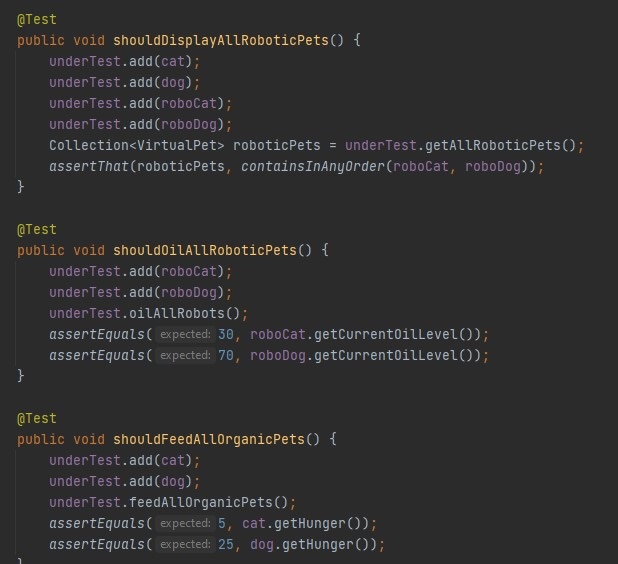 @Test
public void shouldDisplayAllRoboticPets() {
underTest.add(cat);
underTest.add(dog);
underTest.add(roboCat);
underTest.add(roboDog);
Collection<VirtualPet> roboticPets = underTest.getAllRoboticPets();
assertThat(roboticPets, containsInAnyOrder(roboCat, roboDog));
}
@Test
public void shouldOilAllRoboticPets() {
underTest.add(roboCat);
underTest.add(roboDog);
underTest.oilAllRobots();
assertEquals( expected: 30, roboCat.getCurrentOilLevel());
assertEquals( expected: 70, roboDog.getCurrentOilLevel());
}
@Test
public void shouldFeedAllOrganicPets() {
underTest.add(cat);
underTest.add(dog);
underTest.feedAllOrganicPets();
assertEquals( expected: 5, cat.getHunger());
assertEquals( expected: 25, dog.getHunger());
}